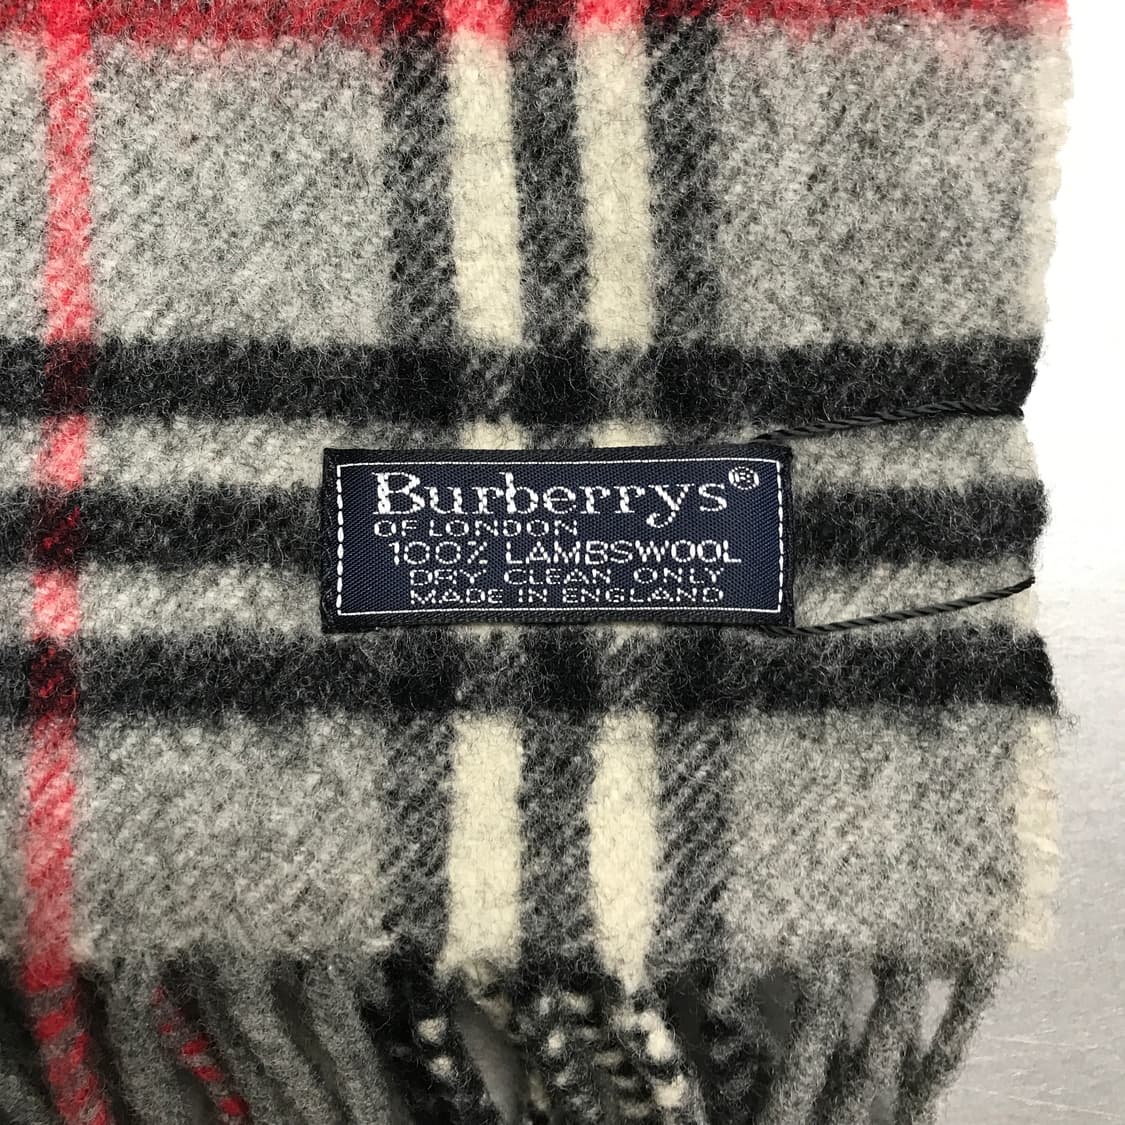 Burberrys®
OF LONDON
100% LAMBSWOOL
DRY CLEAN ONLY
MADE IN ENGLAND